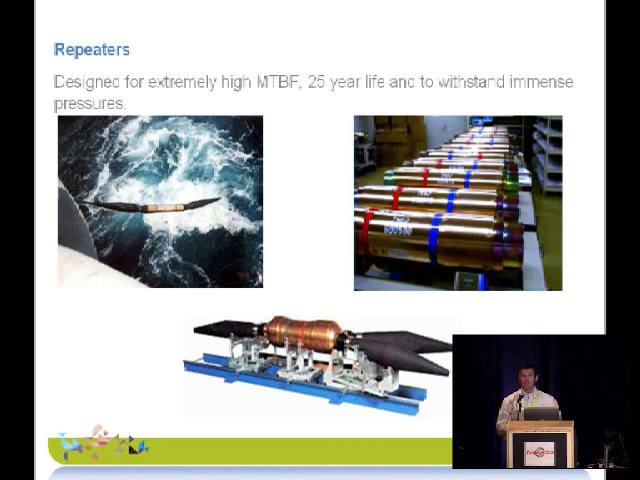 Repeaters
Designed for extremely high MTBF, 25 year life and to withstand immense
pressures.